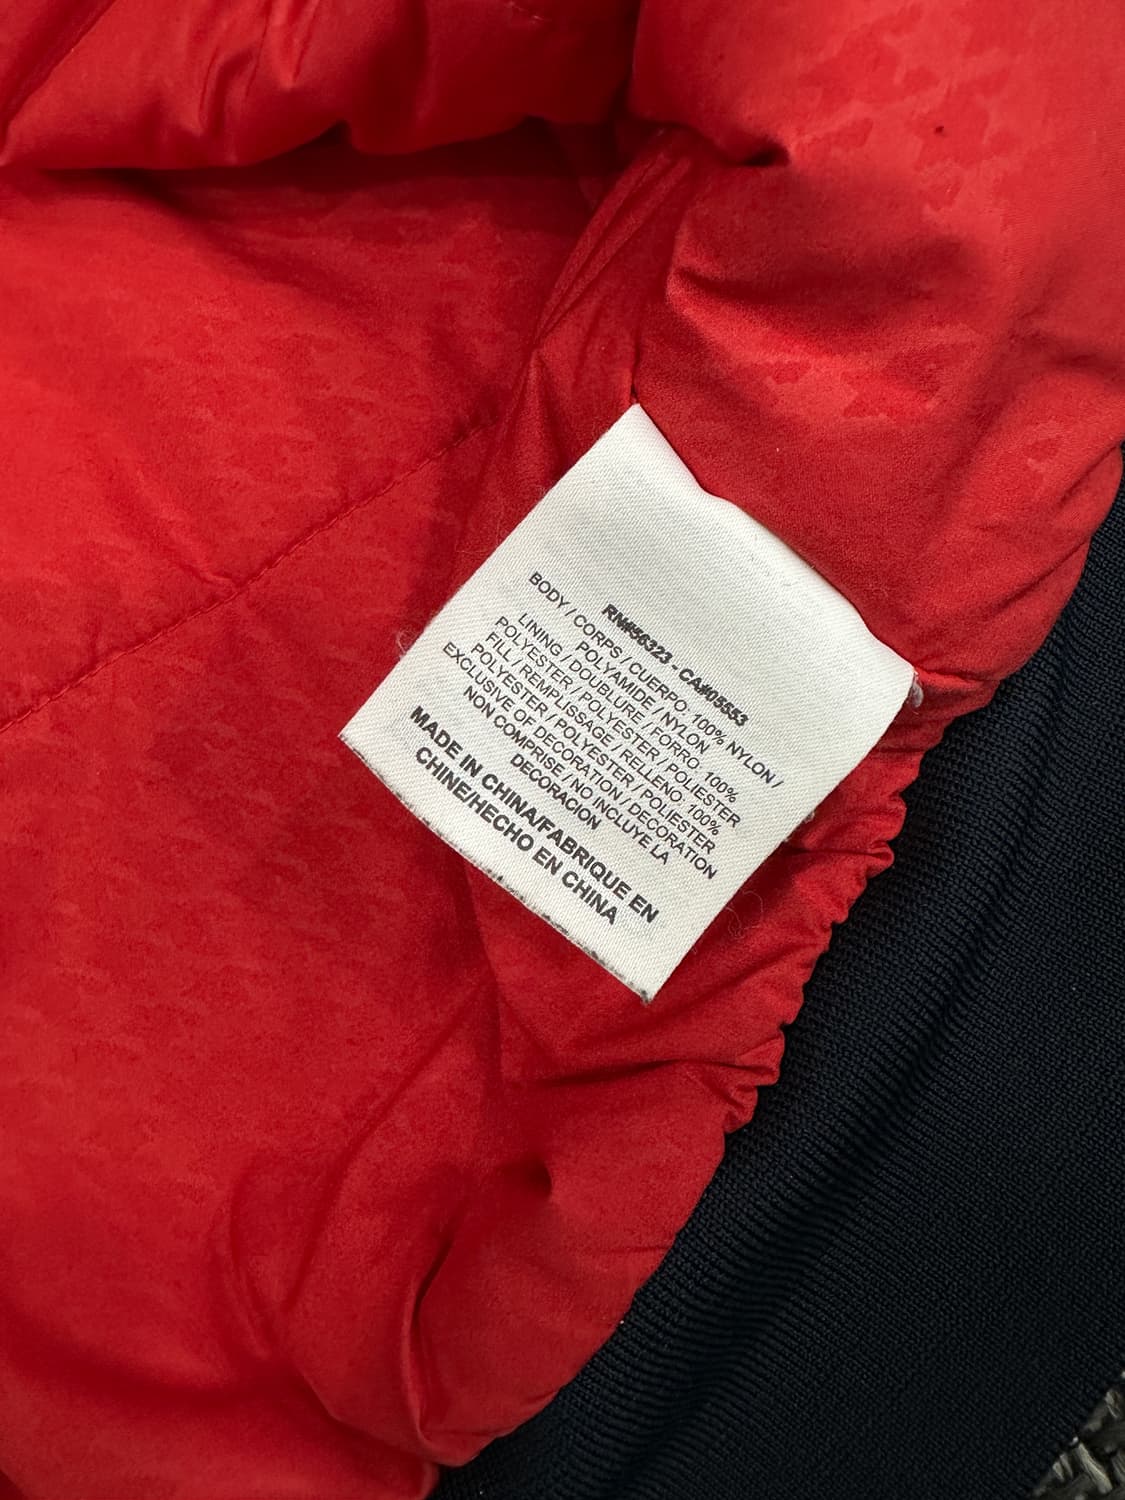 RN#56323 - CA#05553
BODY / CORPS / CUERPO, 100% NYLON /
POLYAMIDE / NYLON
LINING / DOUBLURE / FORRO, 100%
POLYESTER / POLYESTER / POLIESTER
FILL / REMPLISSAGE / RELLENO: 100%
POLYESTER / POLYESTER / POLIESTER
EXCLUSIVE OF DECORATION / DECORATION
NON COMPRISE / NO INCLUYE LA
DECORACION
MADE IN CHINA/FABRIQUE EN
CHINE/HECHO EN CHINA